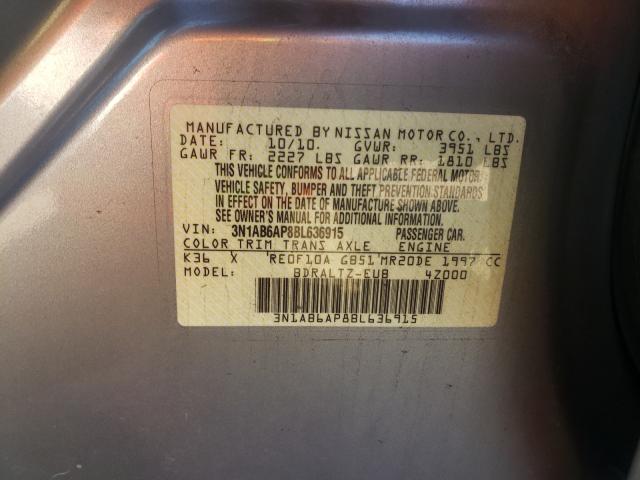 MANUFACTURED BY NISSAN MOTOR CO., LTD.
DATE: 10/10. GVWR: 3951 LBS
GAWR FR: 2227 LBS GAWR RR: 1810 LBS
THIS VEHICLE CONFORMS TO ALL APPLICABLE FEDERAL MOTOR
VEHICLE SAFETY, BUMPER AND THEFT PREVENTION STANDARDS
IN EFFECT ON THE DATE OF MANUFACTURE SHOWN ABOVE.
SEE OWNER'S MANUAL FOR ADDITIONAL INFORMATION.
VIN: 3N1AB6AP8BL636915 PASSENGER CAR.
COLOR TRIM TRANS AXLE ENGINE
K36 X RE0F10A GB51 MR20DE 1997 CC
MODEL: BDRALTZ-EUB 4Z000
3N1AB6AP8BL636915